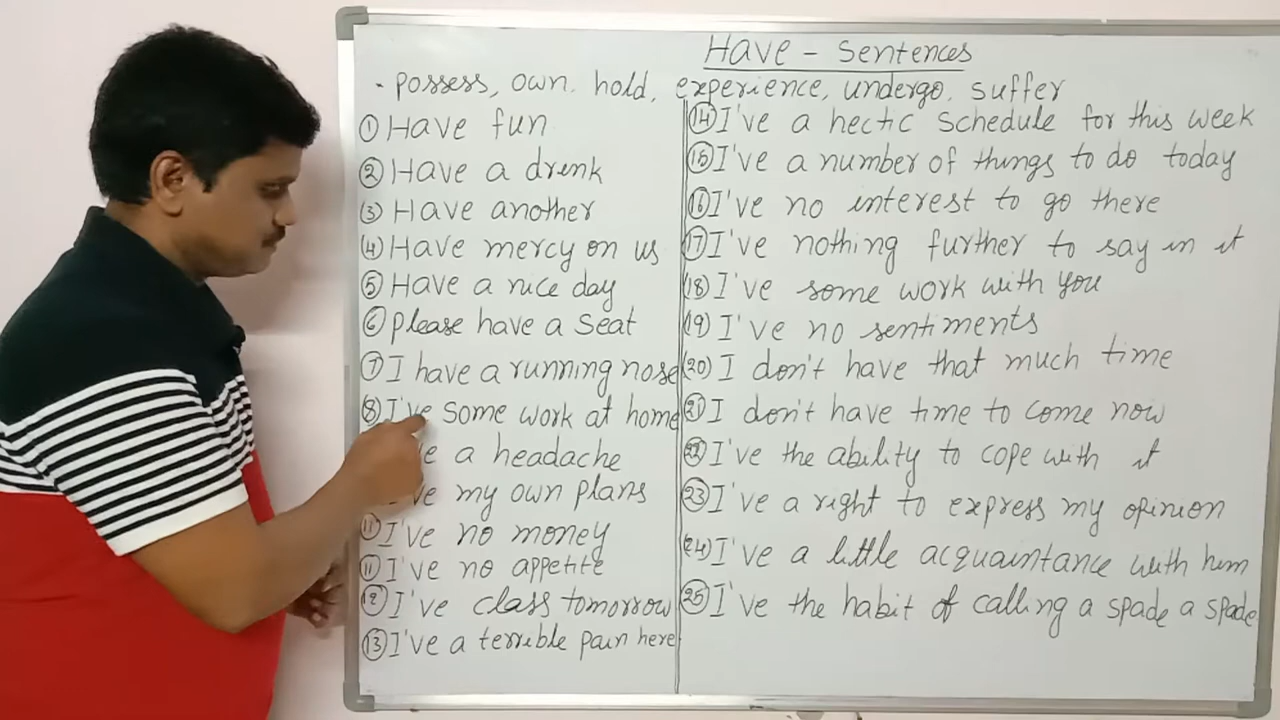 Have - Sentences
- possess, own. hold, experience, undergo. suffer
① Have fun
② Have a drink
③ Have another
④ Have mercy on us
⑤ Have a nice day
⑥ please have a seat
⑦ I have a running nose
⑧ I've some work at home
a headache
my own plans
⑪ I've no money
⑪ I've no appetite
⑫ I've class tomorrow
⑬ I've a terrible pain here
⑭ I've a hectic schedule for this week
⑮ I've a number of things to do today
⑯ I've no interest to go there
⑰ I've nothing further to say in it
⑱ I've some work with you
⑲ I've no sentiments
⑳ I don't have that much time
㉑ I don't have time to come now
㉒ I've the ability to cope with it
㉓ I've a right to express my opinion
㉔ I've a little acquaintance with him
㉕ I've the habit of calling a spade a spade